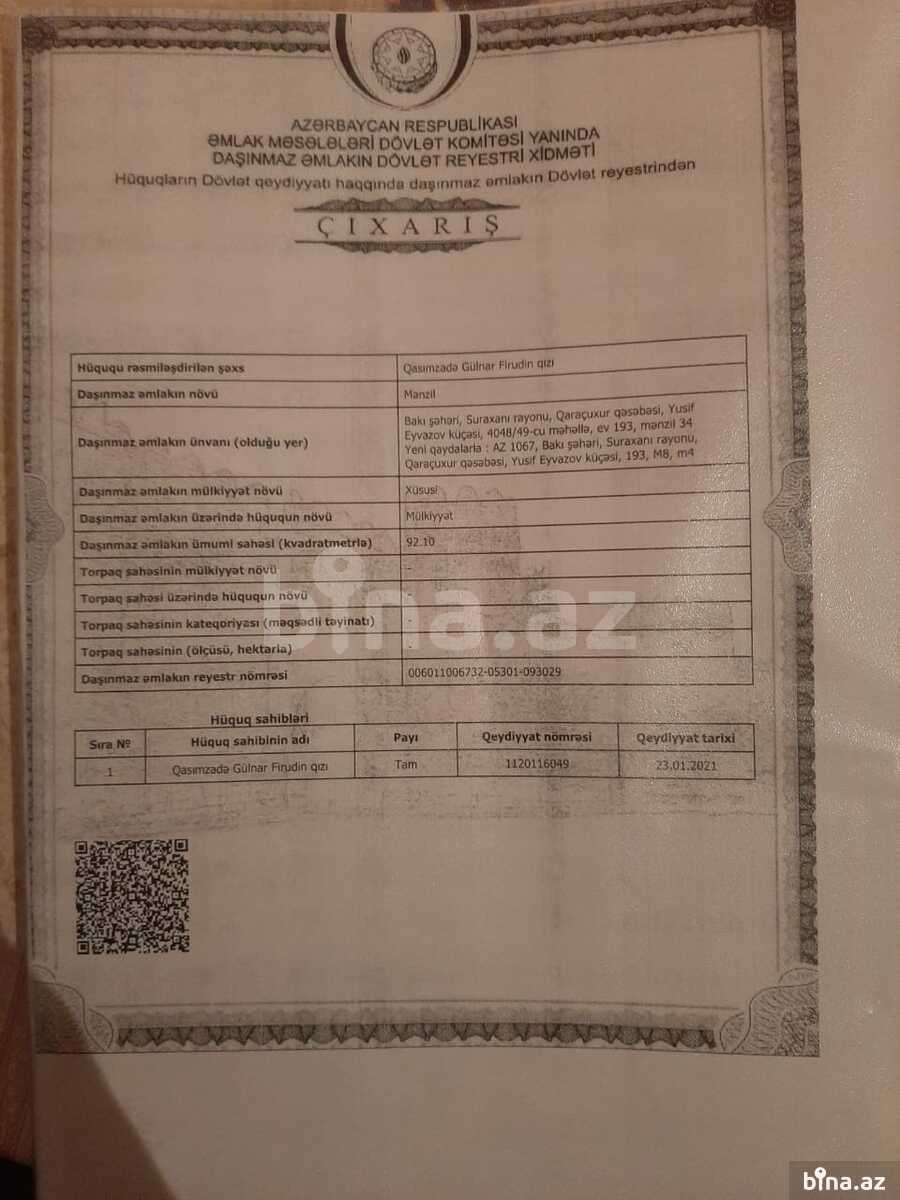 AZƏRBAYCAN RESPUBLİKASI
ƏMLAK MƏSƏLƏLƏRİ DÖVLƏT KOMİTƏSİ YANINDA
DAŞINMAZ ƏMLAKIN DÖVLƏT REYESTRİ XİDMƏTİ
Hüquqların Dövlət qeydiyyatı haqqında daşınmaz əmlakın Dövlət reyestrindən
ÇIXARIŞ
Hüququ rəsmiləşdirilən şəxs Qasımzadə Gülnar Firudin qızı
Daşınmaz əmlakın növü Mənzil
Daşınmaz əmlakın ünvanı (olduğu yer) Bakı şəhəri, Suraxanı rayonu, Qaraçuxur qəsəbəsi, Yusif
Eyvazov küçəsi, 4048/49-cu məhəllə, ev 193, mənzil 34
Yeni qaydalarla : AZ 1067, Bakı şəhəri, Suraxanı rayonu,
Qaraçuxur qəsəbəsi, Yusif Eyvazov küçəsi, 193, M8, m4
Daşınmaz əmlakın mülkiyyət növü Xüsusi
Daşınmaz əmlakın üzərində hüququn növü Mülkiyyət
Daşınmaz əmlakın ümumi sahəsi (kvadratmetrlə) 92.10
Torpaq sahəsinin mülkiyyət növü -
Torpaq sahəsi üzərində hüququn növü -
Torpaq sahəsinin kateqoriyası (məqsədli təyinatı) -
Torpaq sahəsinin (ölçüsü, hektarla) -
Daşınmaz əmlakın reyestr nömrəsi 006011006732-05301-093029
Hüquq sahibləri
Sıra № Hüquq sahibinin adı Payı Qeydiyyat nömrəsi Qeydiyyat tarixi
1 Qasımzadə Gülnar Firudin qızı Tam 1120116049 23.01.2021
bina.az
bina.az